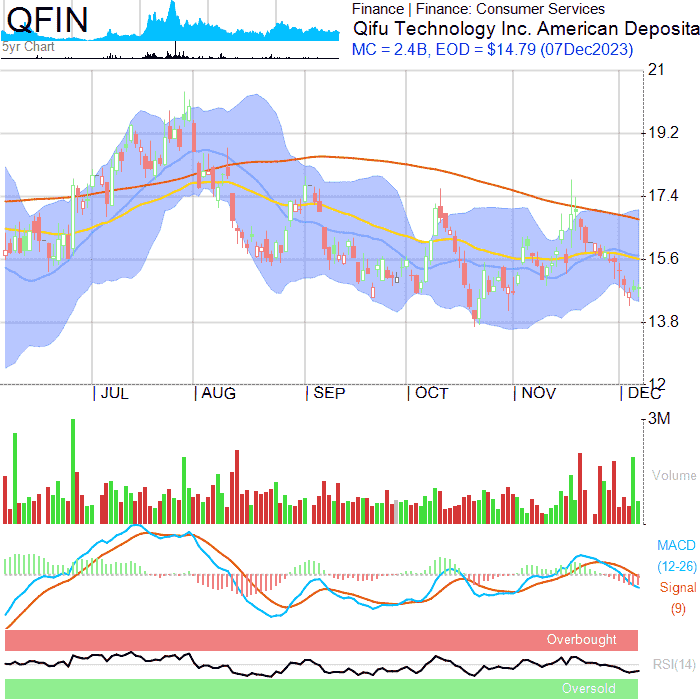 QFIN
Finance | Finance: Consumer Services
Qifu Technology Inc. American Deposita
MC = 2.4B, EOD = $14.79 (07Dec2023)
5yr Chart
21
19.2
17.4
15.6
13.8
12
JUL
AUG
SEP
OCT
NOV
DEC
3M
Volume
MACD
(12-26)
Signal
(9)
Overbought
RSI(14)
Oversold